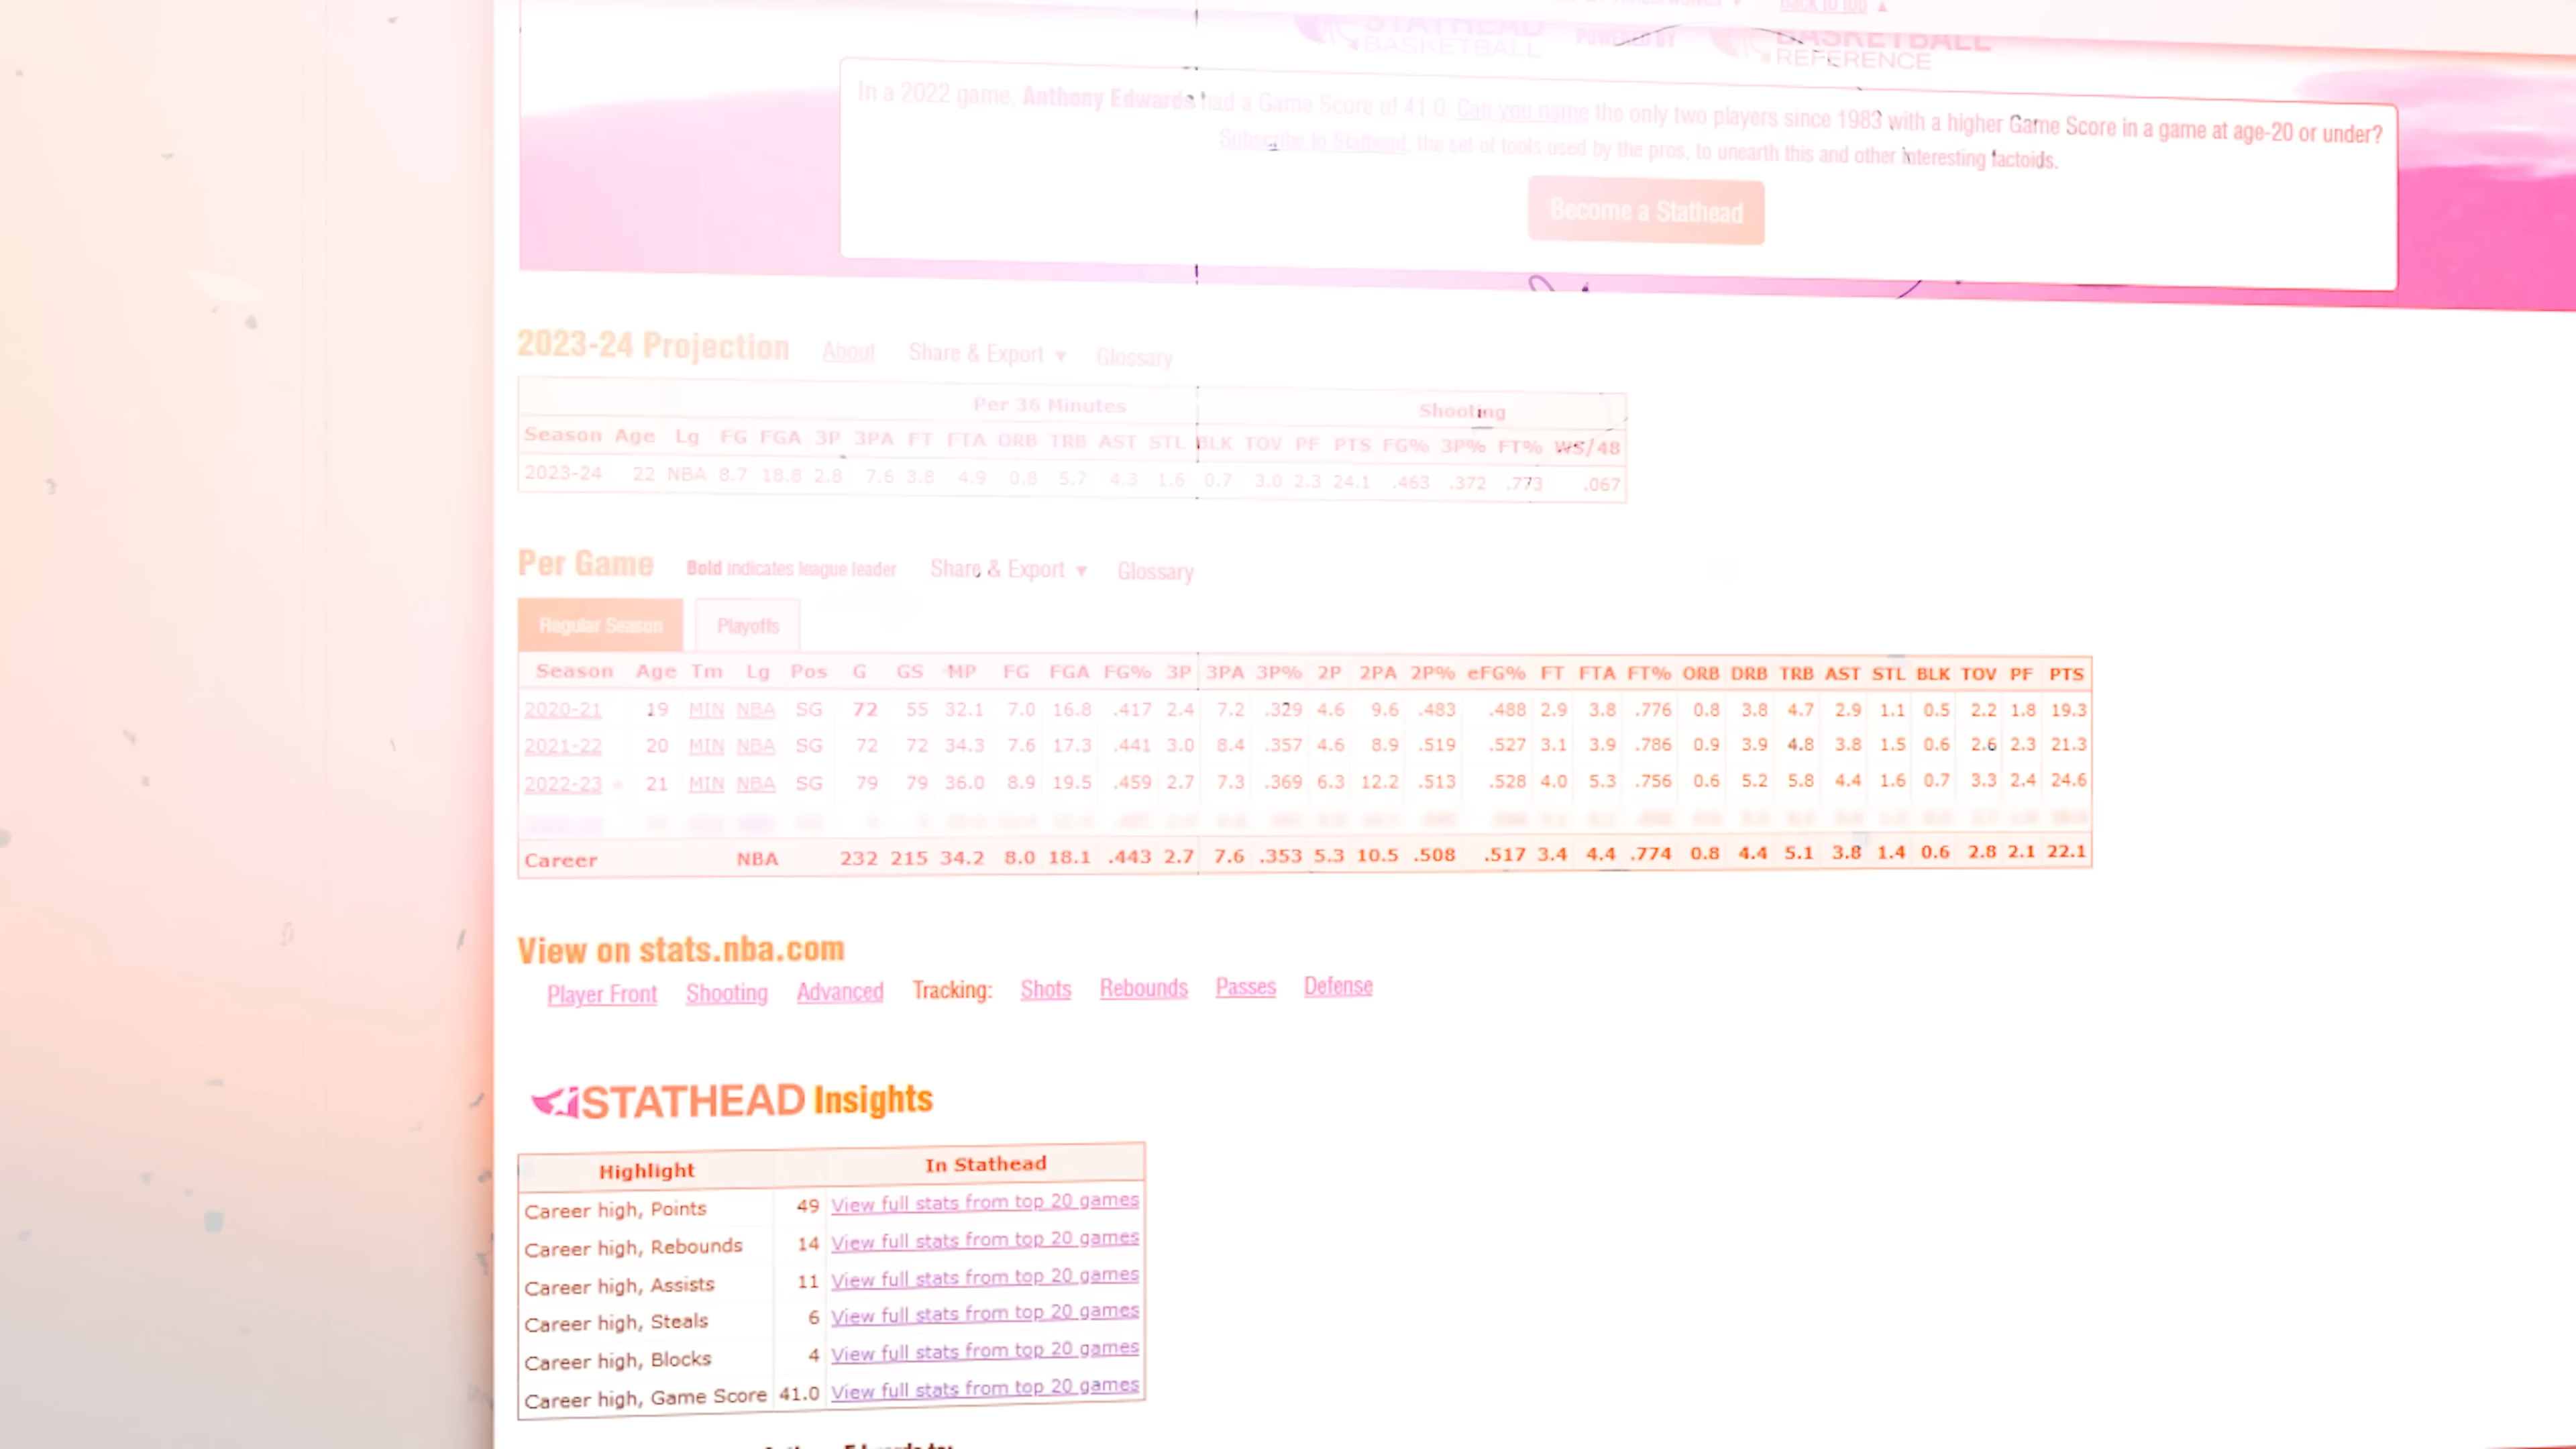 Back to top ▲
STATHEAD BASKETBALL POWERED BY BASKETBALL REFERENCE
In a 2022 game, Anthony Edwards had a Game Score of 41.0. Can you name the only two players since 1983 with a higher Game Score in a game at age-20 or under?
Subscribe to Stathead, the set of tools used by the pros, to unearth this and other interesting factoids.
Become a Stathead
2023-24 Projection About Share & Export ▼ Glossary
Per 36 Minutes Shooting
Season Age Lg FG FGA 3P 3PA FT FTA ORB TRB AST STL BLK TOV PF PTS FG% 3P% FT% WS/48
2023-24 22 NBA 8.7 18.8 2.8 7.6 3.8 4.9 0.8 5.7 4.3 1.6 0.7 3.0 2.3 24.1 .463 .372 .773 .067
Per Game Bold indicates league leader Share & Export ▼ Glossary
Regular Season Playoffs
Season Age Tm Lg Pos G GS MP FG FGA FG% 3P 3PA 3P% 2P 2PA 2P% eFG% FT FTA FT% ORB DRB TRB AST STL BLK TOV PF PTS
2020-21 19 MIN NBA SG 72 55 32.1 7.0 16.8 .417 2.4 7.2 .329 4.6 9.6 .483 .488 2.9 3.8 .776 0.8 3.8 4.7 2.9 1.1 0.5 2.2 1.8 19.3
2021-22 20 MIN NBA SG 72 72 34.3 7.6 17.3 .441 3.0 8.4 .357 4.6 8.9 .519 .527 3.1 3.9 .786 0.9 3.9 4.8 3.8 1.5 0.6 2.6 2.3 21.3
2022-23 21 MIN NBA SG 79 79 36.0 8.9 19.5 .459 2.7 7.3 .369 6.3 12.2 .513 .528 4.0 5.3 .756 0.6 5.2 5.8 4.4 1.6 0.7 3.3 2.4 24.6
Career NBA 232 215 34.2 8.0 18.1 .443 2.7 7.6 .353 5.3 10.5 .508 .517 3.4 4.4 .774 0.8 4.4 5.1 3.8 1.4 0.6 2.8 2.1 22.1
View on stats.nba.com
Player Front Shooting Advanced Tracking: Shots Rebounds Passes Defense
STATHEAD Insights
Highlight In Stathead
Career high, Points 49 View full stats from top 20 games
Career high, Rebounds 14 View full stats from top 20 games
Career high, Assists 11 View full stats from top 20 games
Career high, Steals 6 View full stats from top 20 games
Career high, Blocks 4 View full stats from top 20 games
Career high, Game Score 41.0 View full stats from top 20 games